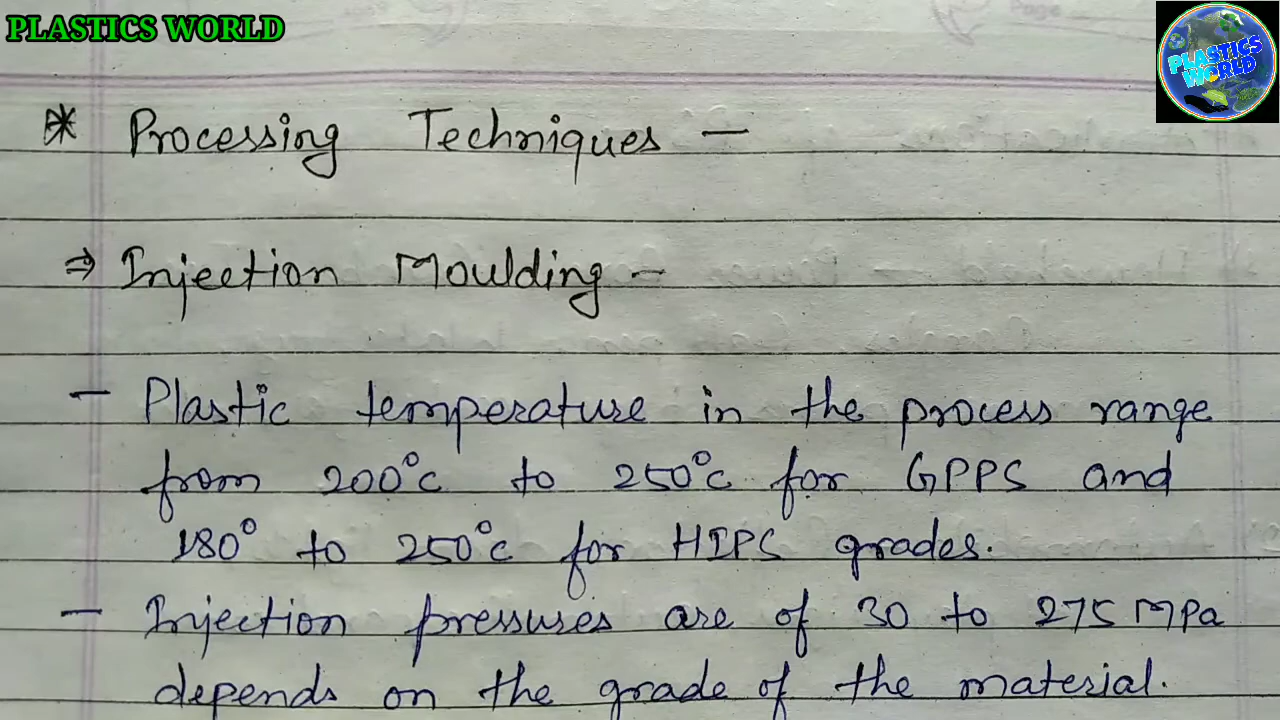 PLASTICS WORLD
PLASTICS WORLD
* Processing Techniques -
⇒ Injection Moulding -
- Plastic temperature in the process range
from 200°c to 250°c for GPPS and
180° to 250°c for HIPS grades.
- Injection pressures are of 30 to 275 MPa
depends on the grade of the material.